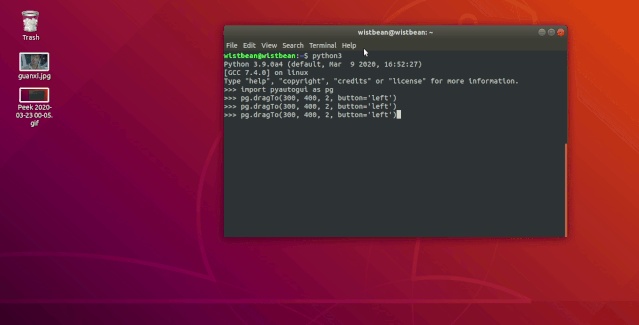 Trash
guanxi.jpg
Peek 2020-
03-23 00-05.
gif
wistbean@wistbean: ~
File Edit View Search Terminal Help
wistbean@wistbean:~$ python3
Python 3.9.0a4 (default, Mar  9 2020, 16:52:27)
[GCC 7.4.0] on linux
Type "help", "copyright", "credits" or "license" for more information.
>>> import pyautogui as pg
>>> pg.dragTo(300, 400, 2, button='left')
>>> pg.dragTo(300, 400, 2, button='left')
>>> pg.dragTo(300, 400, 2, button='left')